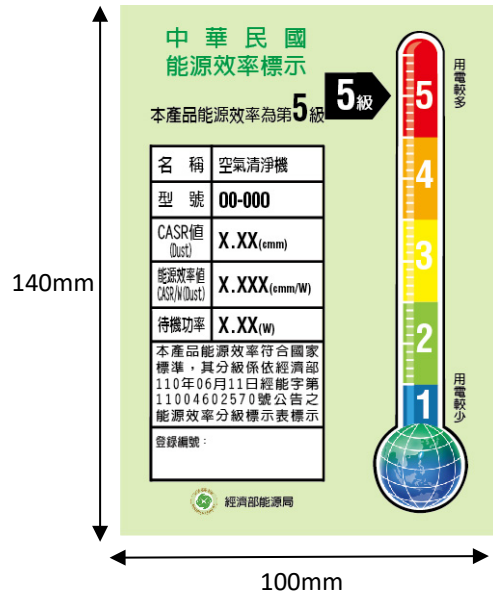 中華民國
能源效率標示
本產品能源效率為第5級
5級
用電較多
5
4
3
2
1
用電較少
名稱 空氣清淨機
型號 00-000
CASR值 (Dust) X.XX(cmm)
能源效率值 CASR/W(Dust) X.XXX(cmm/W)
待機功率 X.XX(W)
本產品能源效率符合國家
標準，其分級係依經濟部
110年06月11日經能字第
11004602570號公告之
能源效率分級標示表標示
登錄編號：
經濟部能源局
140mm
100mm